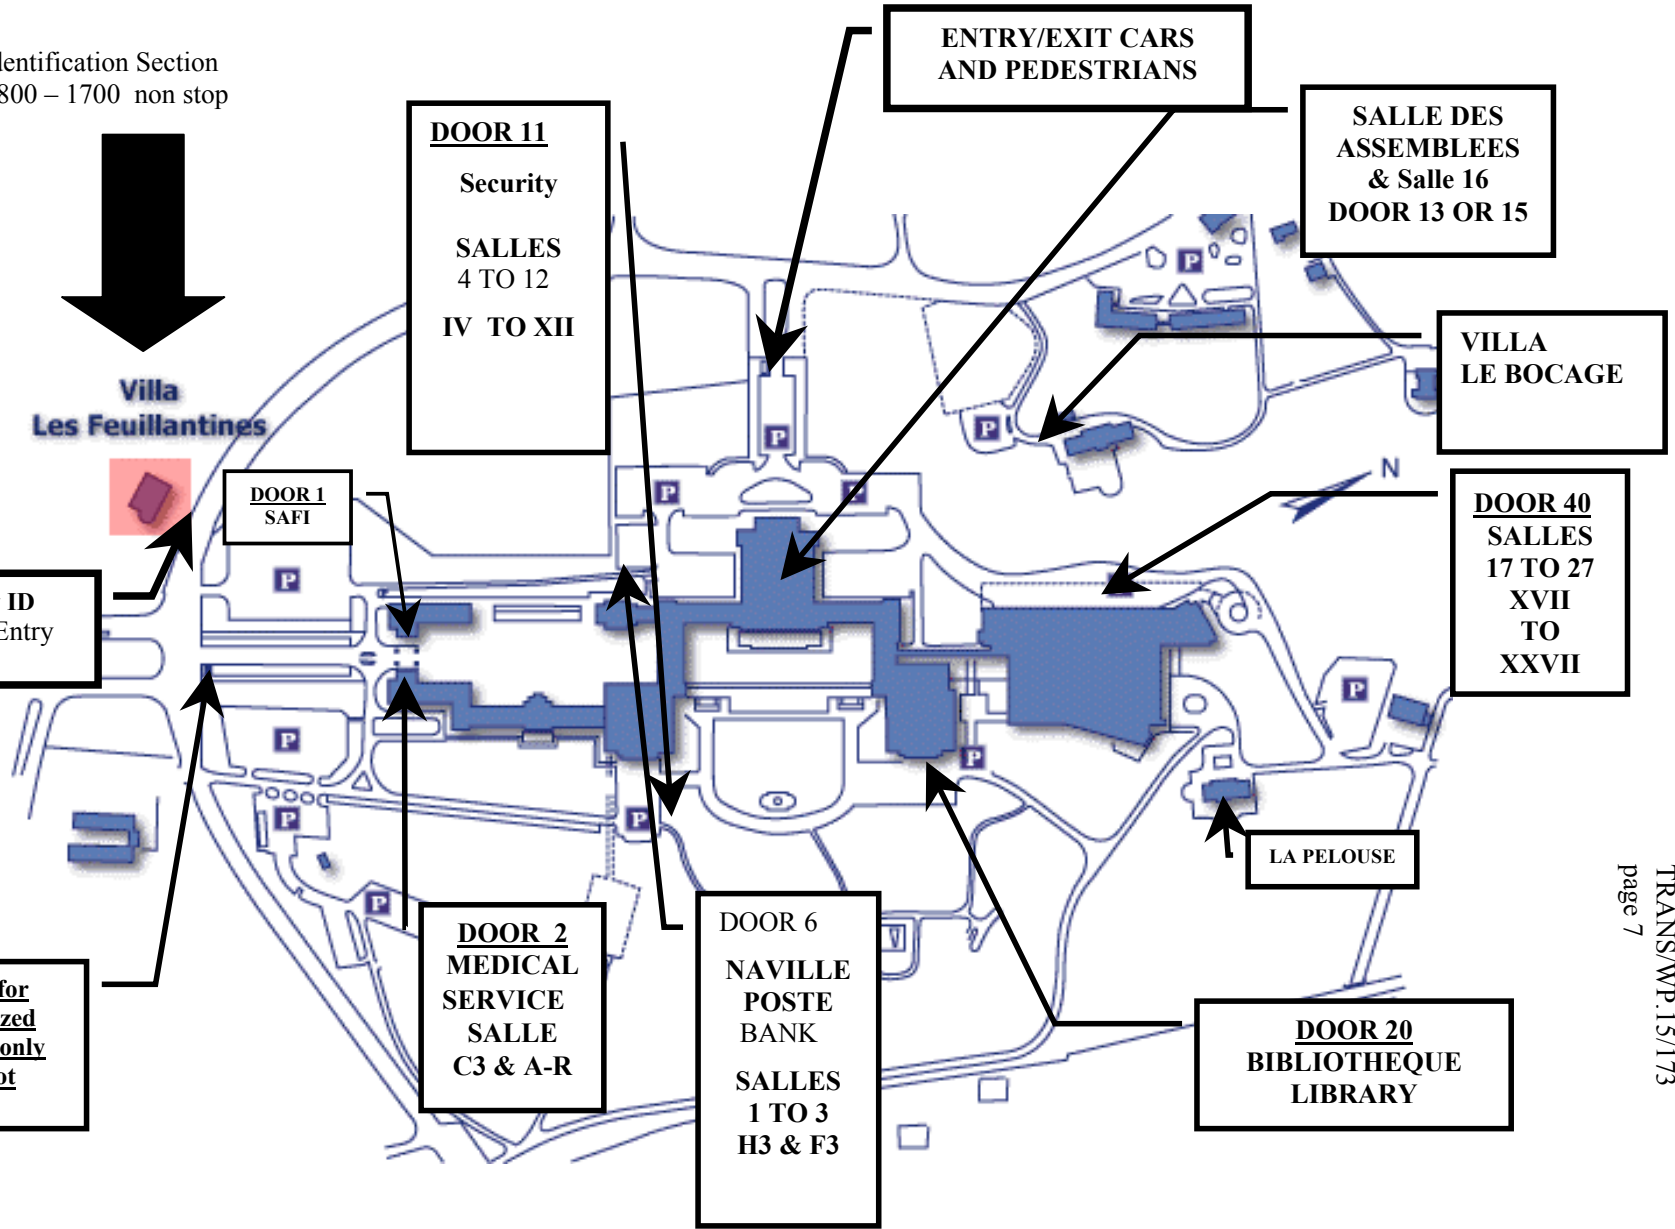 dentification Section
800 – 1700 non stop
Villa
Les Feuillantines
DOOR 11
Security
SALLES
4 TO 12
IV TO XII
ENTRY/EXIT CARS
AND PEDESTRIANS
SALLE DES
ASSEMBLEES
& Salle 16
DOOR 13 OR 15
VILLA
LE BOCAGE
N
DOOR 40
SALLES
17 TO 27
XVII
TO
XXVII
DOOR 1
SAFI
ID
Entry
P
P
P
P
P
P
P
P
P
P
P
P
P
LA PELOUSE
for
zed
only
ot
DOOR 2
MEDICAL
SERVICE
SALLE
C3 & A-R
DOOR 6
NAVILLE
POSTE
BANK
SALLES
1 TO 3
H3 & F3
DOOR 20
BIBLIOTHEQUE
LIBRARY
TRANS/WP.15/173
page 7